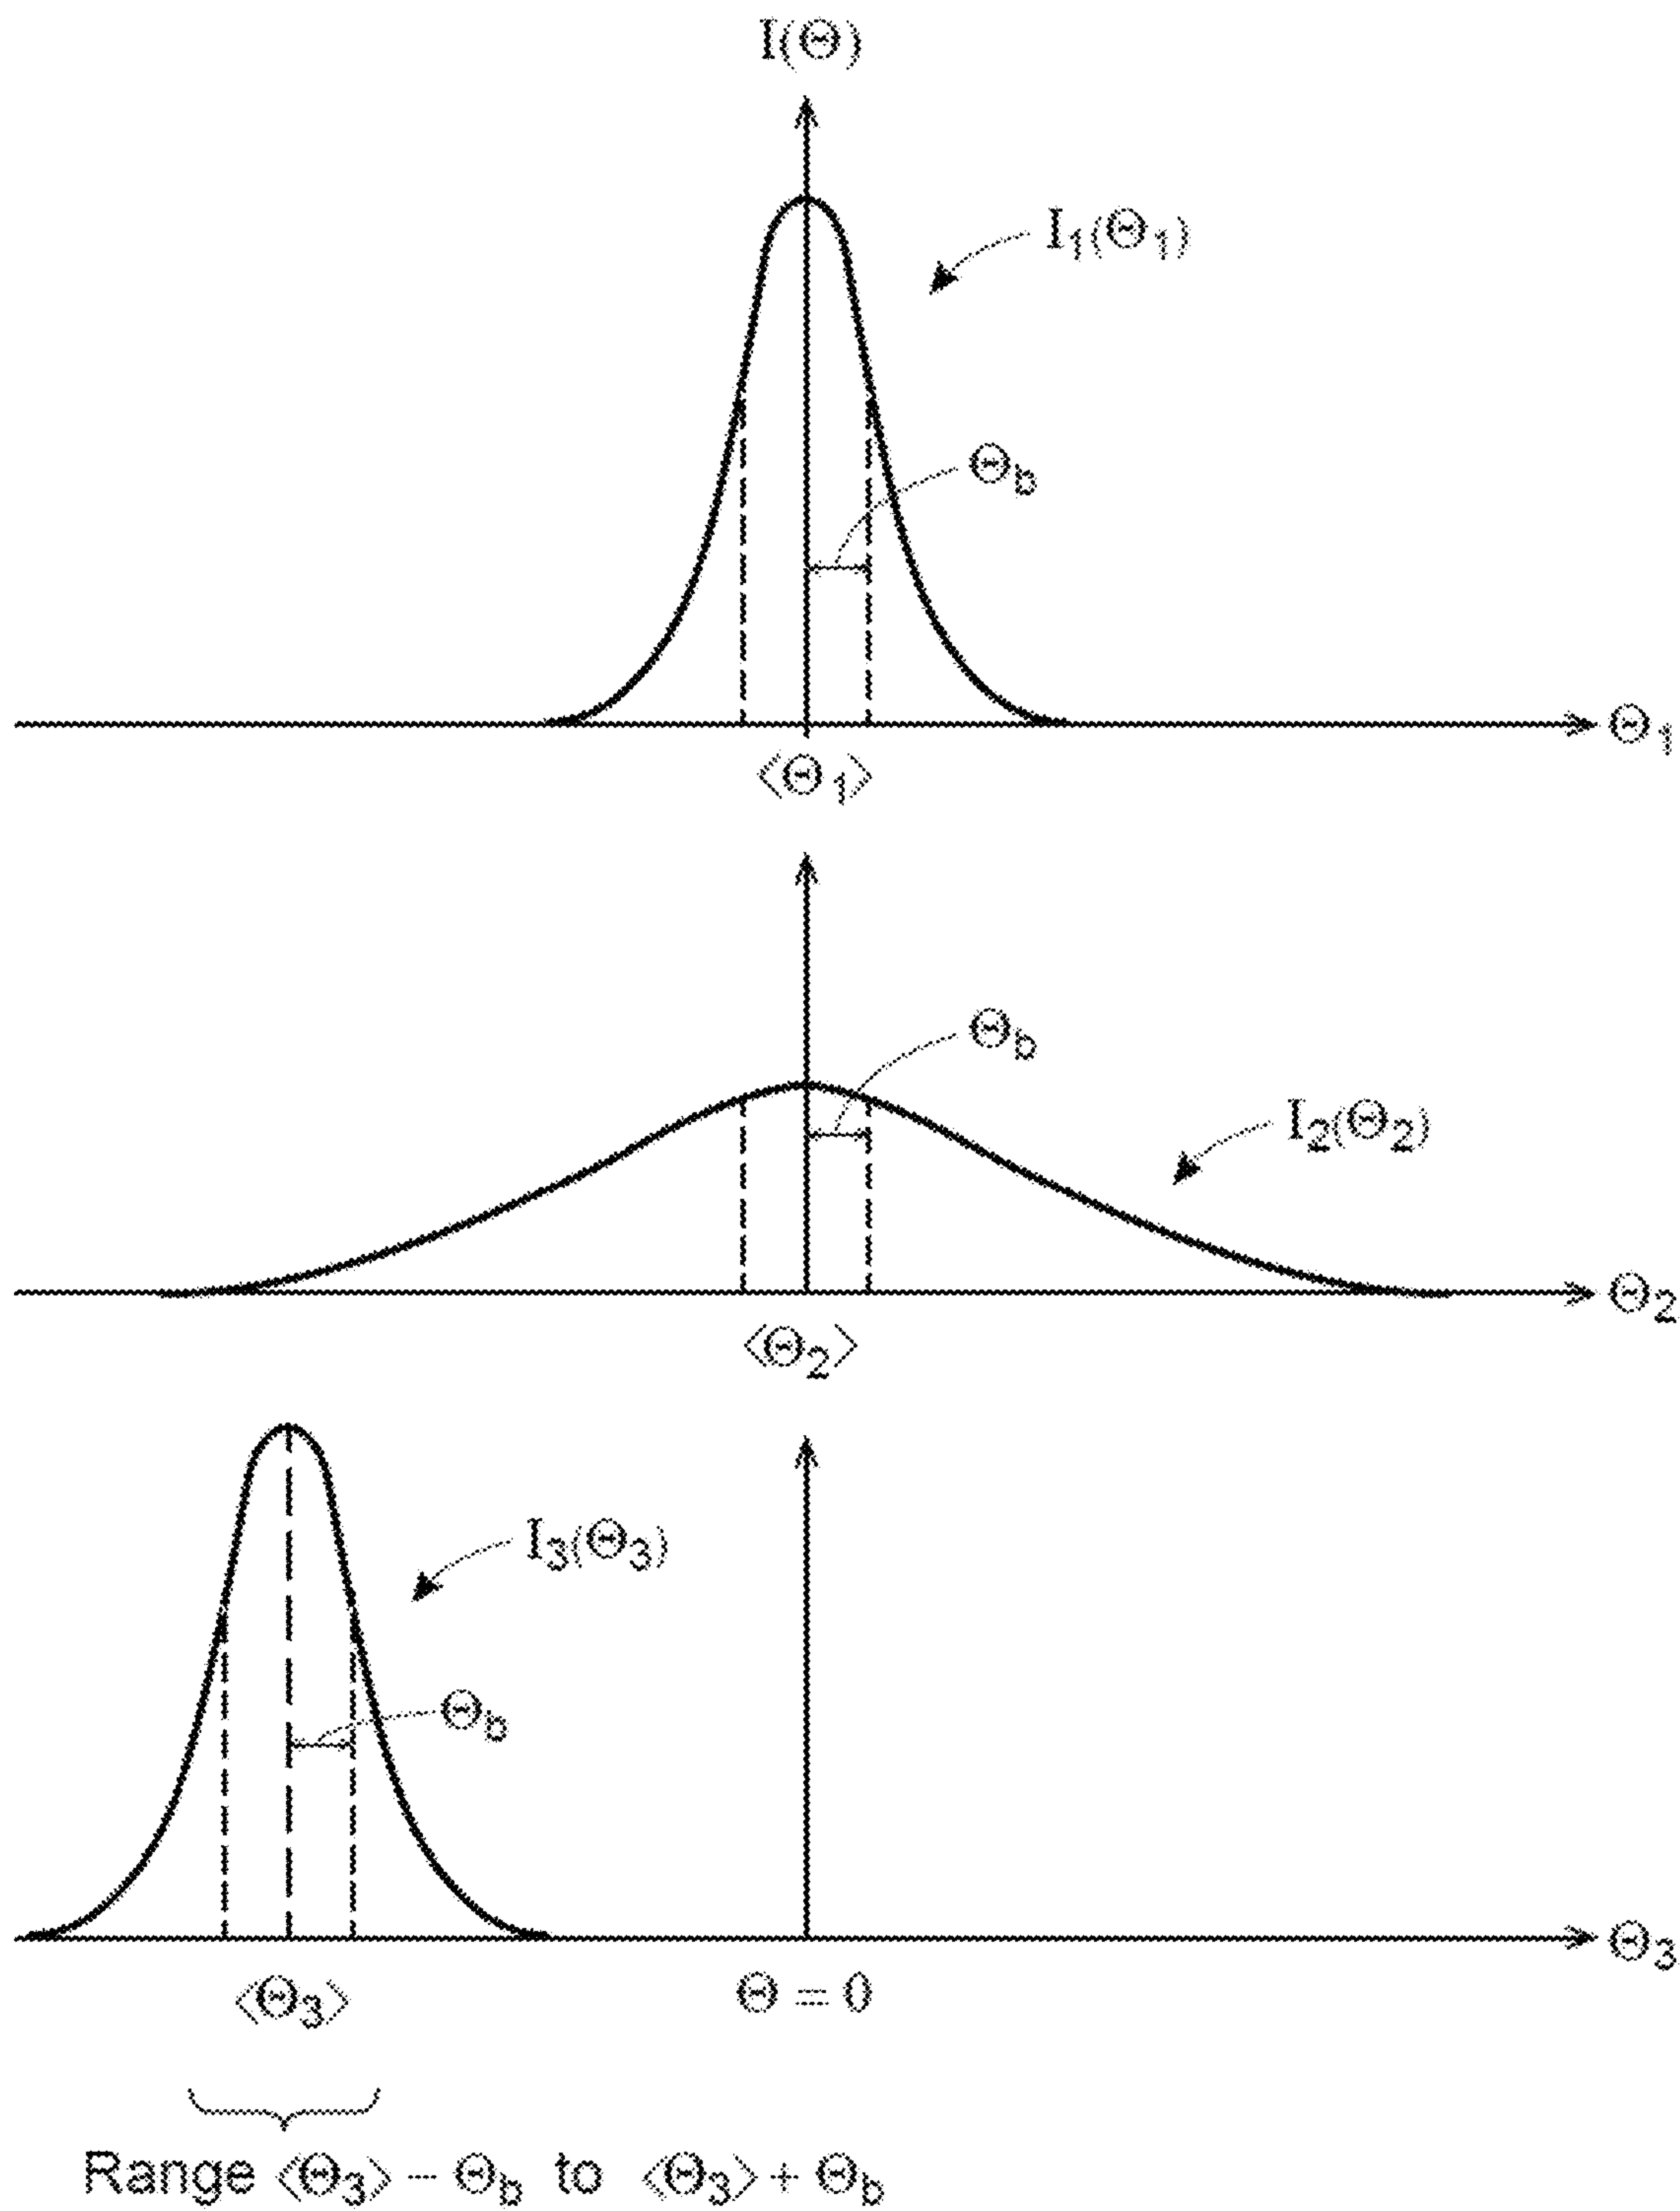 I(Θ)
I₁(Θ₁)
Θb
Θ₁
⟨Θ₁⟩
Θb
I₂(Θ₂)
Θ₂
⟨Θ₂⟩
I₃(Θ₃)
Θb
Θ₃
⟨Θ₃⟩ Θ = 0
Range ⟨Θ₃⟩ − Θb to ⟨Θ₃⟩ + Θb